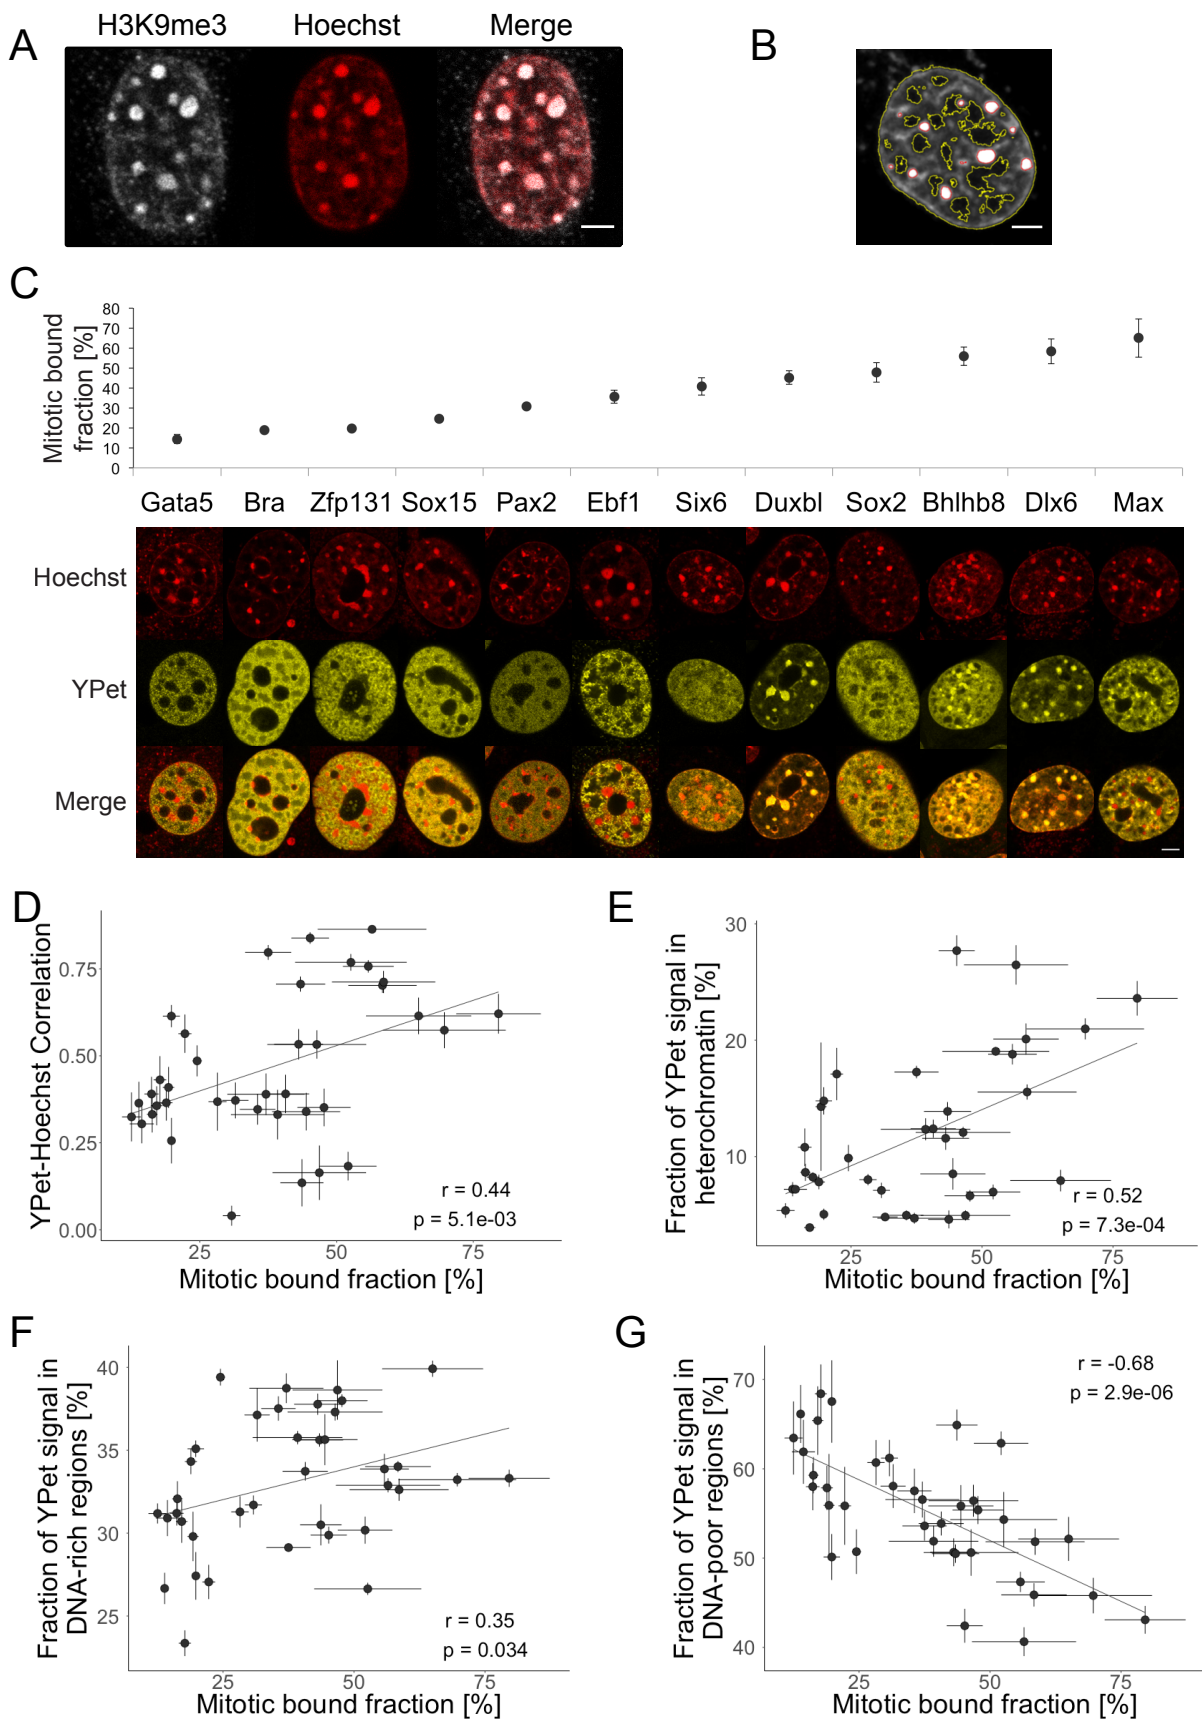 A
H3K9me3 Hoechst Merge
B
C
Mitotic bound
fraction [%]
80
70
60
50
40
30
20
10
0
Gata5 Bra Zfp131 Sox15 Pax2 Ebf1 Six6 Duxbl Sox2 Bhlhb8 Dlx6 Max
Hoechst
YPet
Merge
D
YPet-Hoechst Correlation
0.75
0.50
0.25
0.00
r = 0.44
p = 5.1e-03
25 50 75
Mitotic bound fraction [%]
E
Fraction of YPet signal in
heterochromatin [%]
30
20
10
r = 0.52
p = 7.3e-04
25 50 75
Mitotic bound fraction [%]
F
Fraction of YPet signal in
DNA-rich regions [%]
40
35
30
25
r = 0.35
p = 0.034
25 50 75
Mitotic bound fraction [%]
G
Fraction of YPet signal in
DNA-poor regions [%]
70
60
50
40
r = -0.68
p = 2.9e-06
25 50 75
Mitotic bound fraction [%]